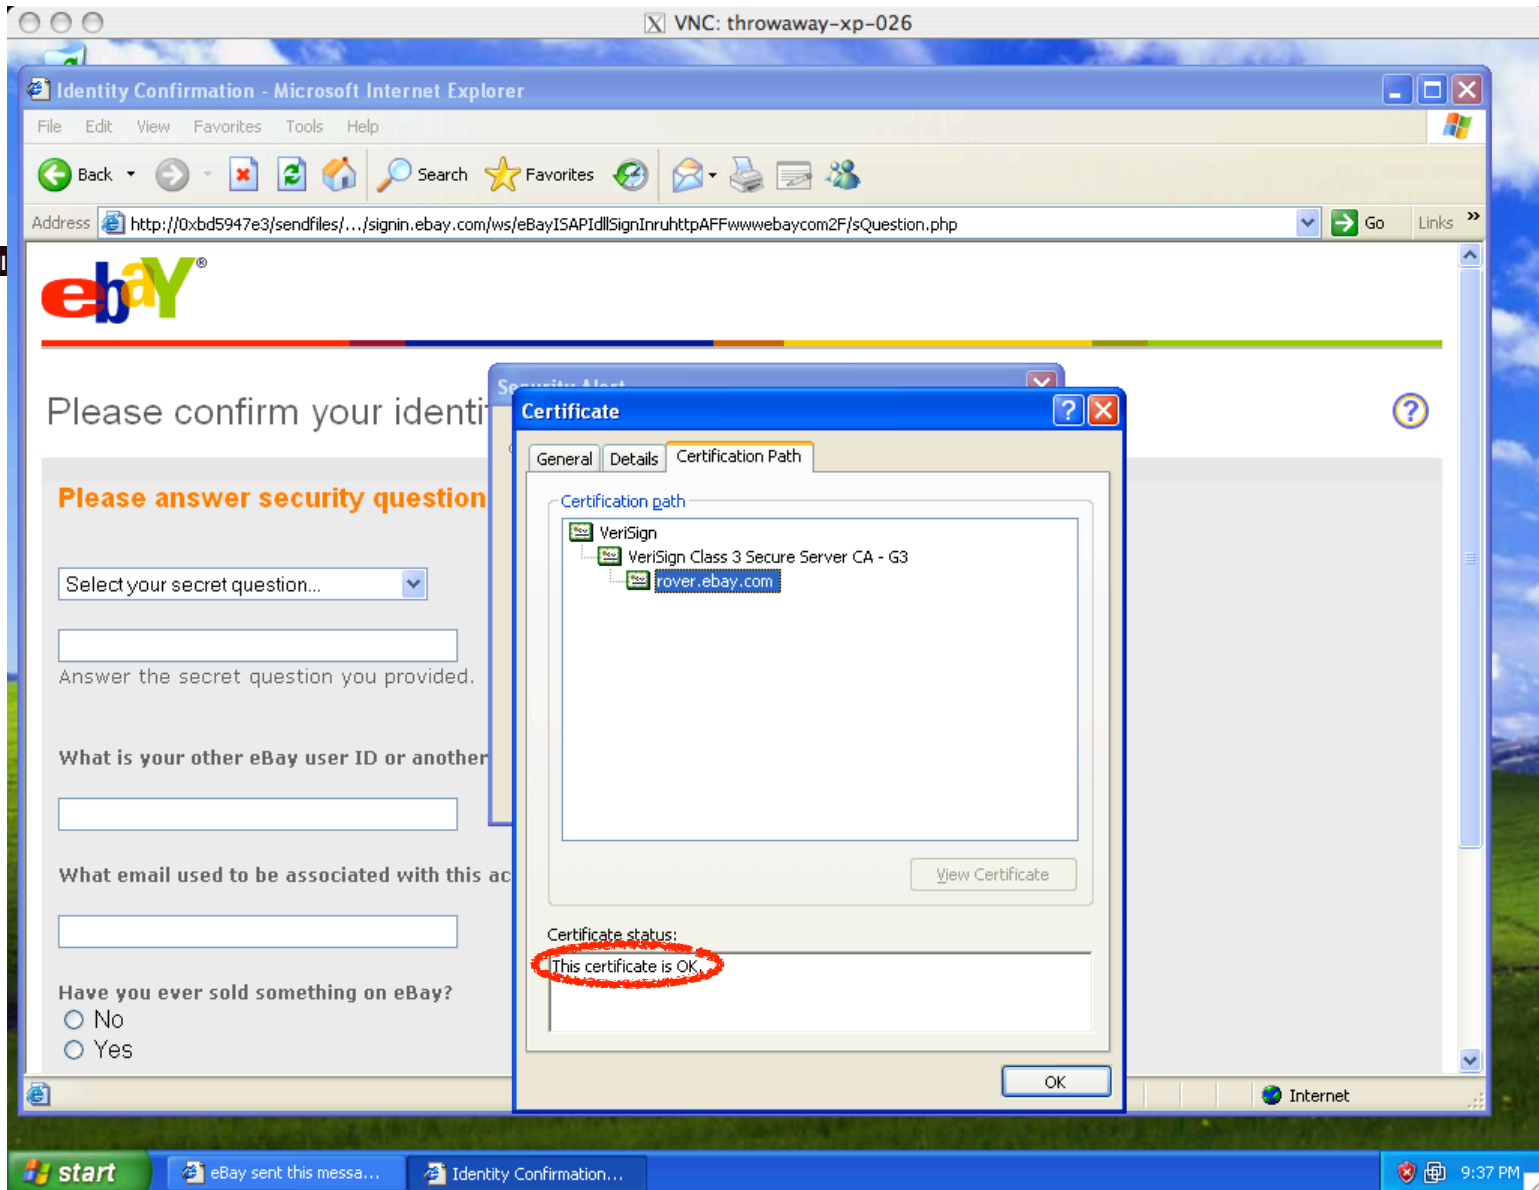 VNC: throwaway-xp-026
Identity Confirmation - Microsoft Internet Explorer
File Edit View Favorites Tools Help
Back Search Favorites
Address http://0xbd5947e3/sendfiles/.../signin.ebay.com/ws/eBayISAPIdllSignInruhttpAFFwwwebaycom2F/sQuestion.php Go Links »
ebaY®
Security Alert
Please confirm your identi
Certificate
General Details Certification Path
Please answer security question
Certification path
VeriSign
VeriSign Class 3 Secure Server CA - G3
rover.ebay.com
Select your secret question...
Answer the secret question you provided.
What is your other eBay user ID or another
What email used to be associated with this ac
View Certificate
Certificate status:
This certificate is OK.
Have you ever sold something on eBay?
No
Yes
OK
Internet
start eBay sent this messa... Identity Confirmation... 9:37 PM